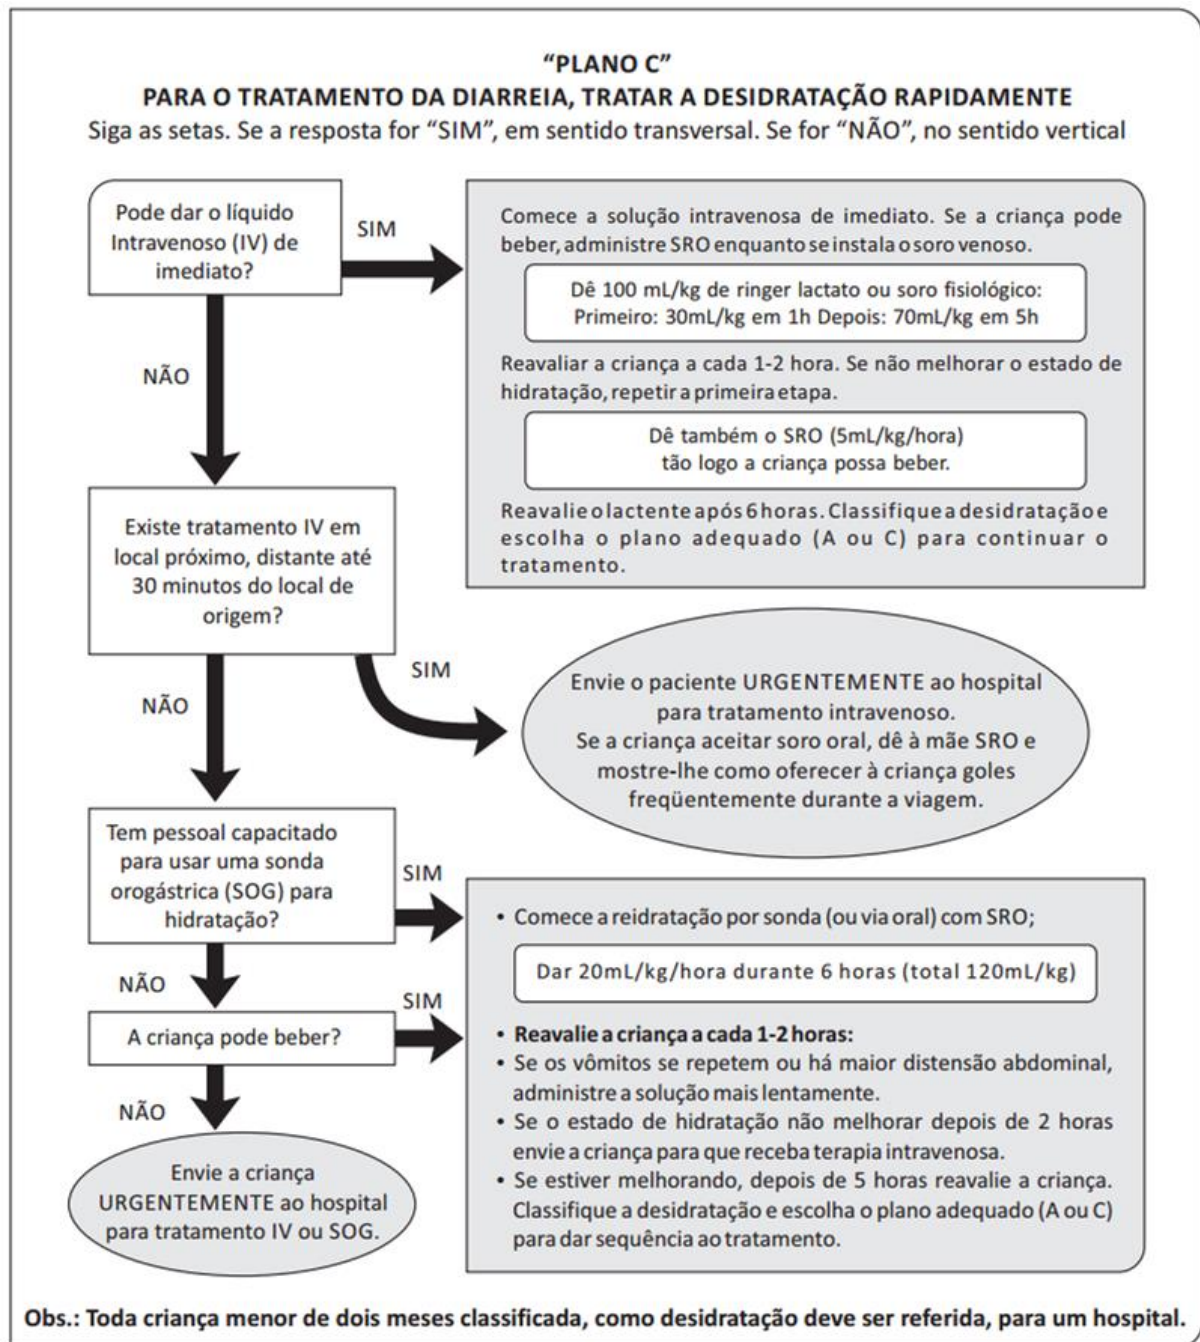 “PLANO C”
PARA O TRATAMENTO DA DIARREIA, TRATAR A DESIDRATAÇÃO RAPIDAMENTE
Siga as setas. Se a resposta for “SIM”, em sentido transversal. Se for “NÃO”, no sentido vertical
Pode dar o líquido
Intravenoso (IV) de
imediato?
SIM
Comece a solução intravenosa de imediato. Se a criança pode
beber, administre SRO enquanto se instala o soro venoso.
Dê 100 mL/kg de ringer lactato ou soro fisiológico:
Primeiro: 30mL/kg em 1h Depois: 70mL/kg em 5h
Reavaliar a criança a cada 1-2 hora. Se não melhorar o estado de
hidratação, repetir a primeira etapa.
Dê também o SRO (5mL/kg/hora)
tão logo a criança possa beber.
Reavalie o lactente após 6 horas. Classifique a desidratação e
escolha o plano adequado (A ou C) para continuar o
tratamento.
NÃO
Existe tratamento IV em
local próximo, distante até
30 minutos do local de
origem?
SIM
Envie o paciente URGENTEMENTE ao hospital
para tratamento intravenoso.
Se a criança aceitar soro oral, dê à mãe SRO e
mostre-lhe como oferecer à criança goles
freqüentemente durante a viagem.
NÃO
Tem pessoal capacitado
para usar uma sonda
orogástrica (SOG) para
hidratação?
SIM
• Comece a reidratação por sonda (ou via oral) com SRO;
Dar 20mL/kg/hora durante 6 horas (total 120mL/kg)
• Reavalie a criança a cada 1-2 horas:
• Se os vômitos se repetem ou há maior distensão abdominal,
administre a solução mais lentamente.
• Se o estado de hidratação não melhorar depois de 2 horas
envie a criança para que receba terapia intravenosa.
• Se estiver melhorando, depois de 5 horas reavalie a criança.
Classifique a desidratação e escolha o plano adequado (A ou C)
para dar sequência ao tratamento.
NÃO
SIM
A criança pode beber?
NÃO
Envie a criança
URGENTEMENTE ao hospital
para tratamento IV ou SOG.
Obs.: Toda criança menor de dois meses classificada, como desidratação deve ser referida, para um hospital.